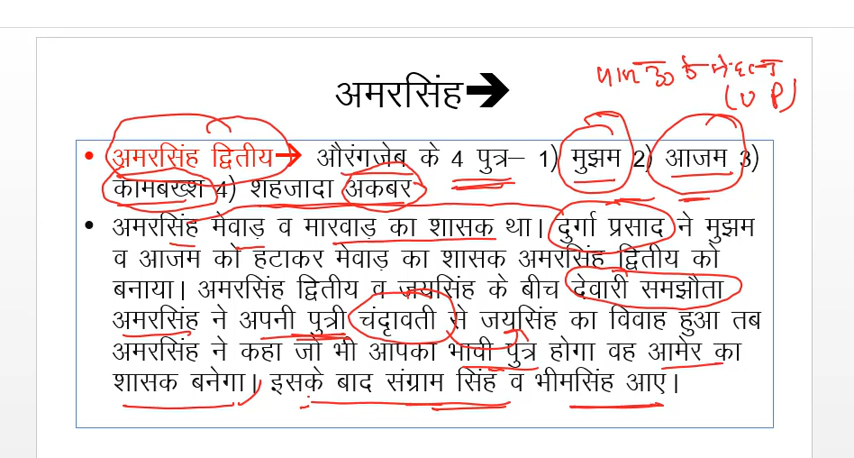 अमरसिंह→
(U P)
• अमरसिंह द्वितीय→ औरंगजेब के 4 पुत्र– 1) मुझम 2) आजम 3)
कामबख्श 4) शहजादा अकबर
• अमरसिंह मेवाड़ व मारवाड़ का शासक था। दुर्गा प्रसाद ने मुझम
व आजम को हटाकर मेवाड़ का शासक अमरसिंह द्वितीय को
बनाया। अमरसिंह द्वितीय व जयसिंह के बीच देवारी समझौता
अमरसिंह ने अपनी पुत्री चंदृावती से जयसिंह का विवाह हुआ तब
अमरसिंह ने कहा जो भी आपका भावी पुत्र होगा वह आमेर का
शासक बनेगा। इसके बाद संग्राम सिंह व भीमसिंह आए।